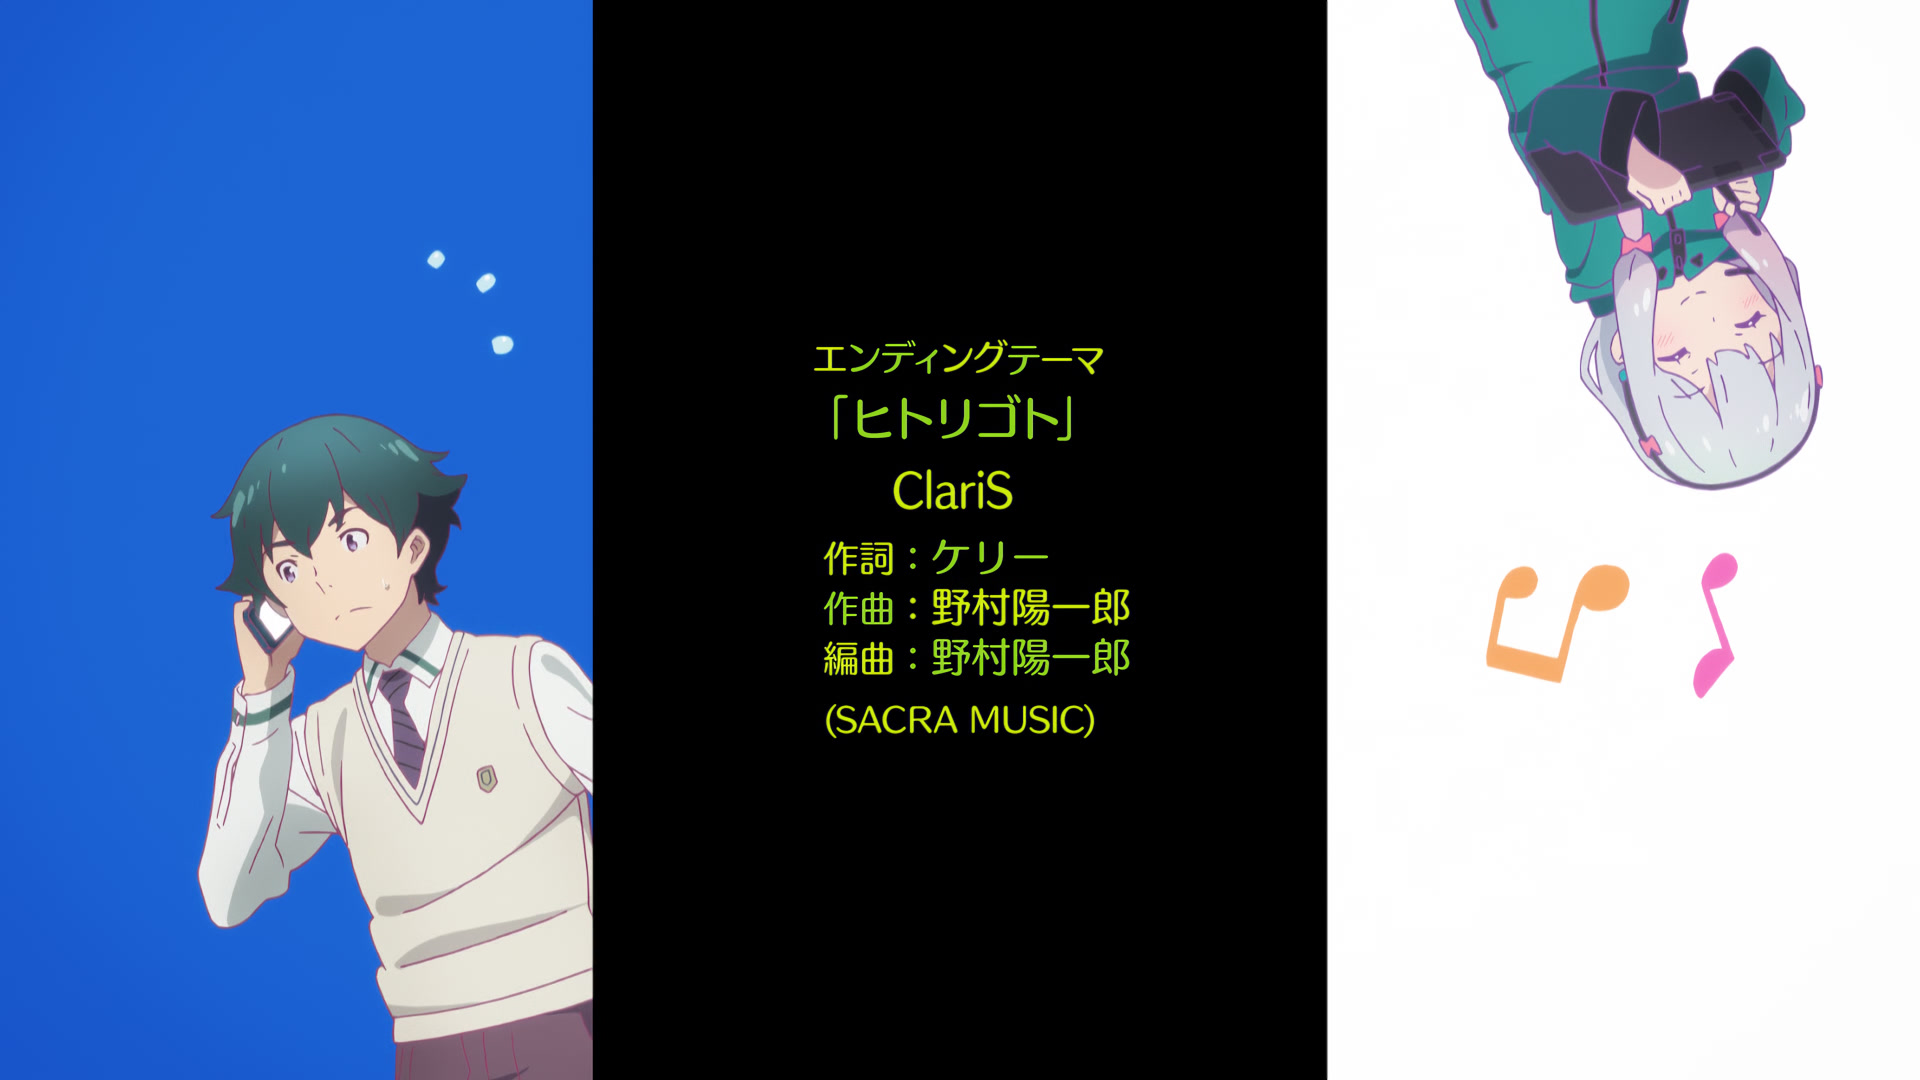 エンディングテーマ
「ヒトリゴト」
ClariS
作詞：ケリー
作曲：野村陽一郎
編曲：野村陽一郎
(SACRA MUSIC)